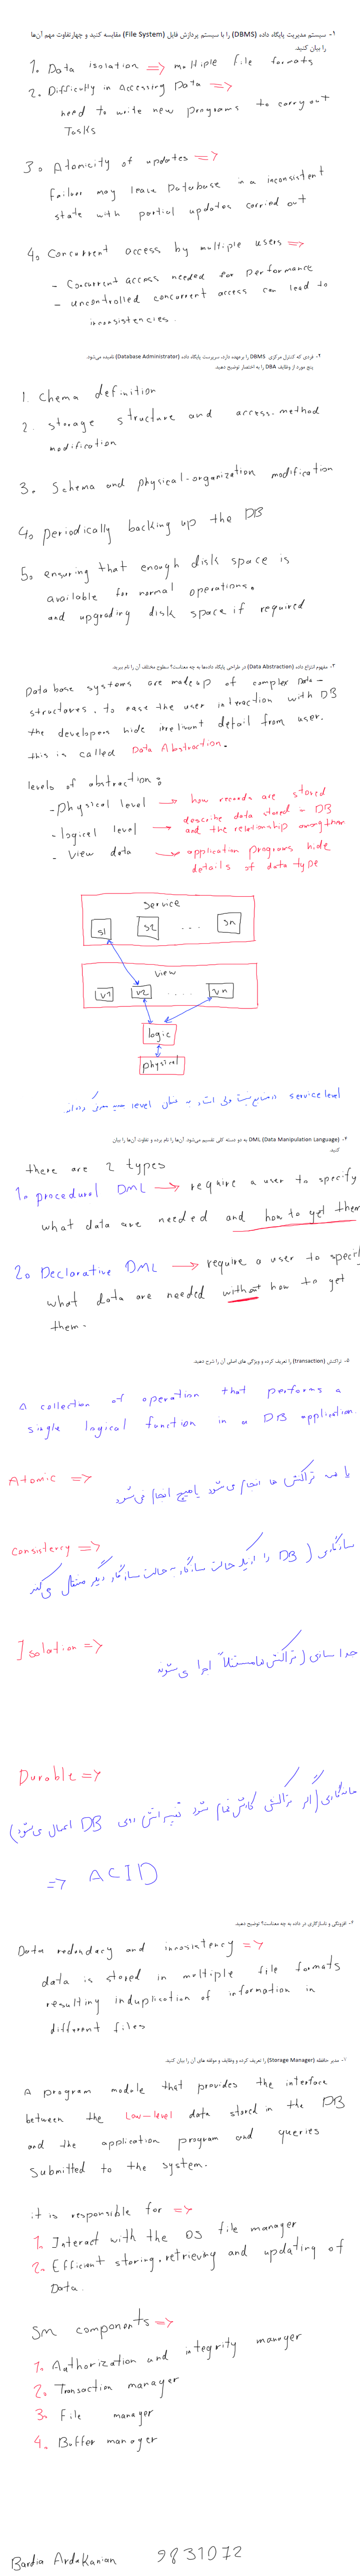 ۱- سیستم مدیریت پایگاه داده (DBMS) را با سیستم پردازش فایل (File System) مقایسه کنید و چهارتفاوت مهم آن‌ها
را بیان کنید.
1. Data isolation => multiple file formats
2. Difficulty in Accessing Data =>
need to write new programs to carry out
Tasks
3. Atomicity of updates =>
failures may leave Database in a inconsistent
state with partial updates carried out
4. Concurrent access by multiple users =>
- Concurrent access needed for performance
- uncontrolled concurrent access can lead to
inconsistencies.
۲- فردی که کنترل مرکزی DBMS را برعهده دارد، سرپرست پایگاه داده (Database Administrator) نامیده می‌شود.
پنج مورد از وظایف DBA را به اختصار توضیح دهید.
1. Chema definition
2. storage structure and access-method
modification
3. Schema and physical-organization modification
4. periodically backing up the DB
5. ensuring that enough disk space is
available for normal operations.
and upgrading disk space if required
۳- مفهوم انتزاع داده (Data Abstraction) در طراحی پایگاه داده‌ها به چه معناست؟ سطوح مختلف آن را نام ببرید.
Data base systems are made up of complex Data-
structures. to ease the user interaction with DB
the developers hide irrelivant detail from user.
this is called Data Abstraction.
levels of abstraction:
- physical level → how records are stored
- logical level → describe data stored in DB
and the relationship among them
- View data → application programs hide
details of data type
Service
S1 S2 ... Sn
View
V1 V2 .... Vn
logic
physical
service level در منابع نیست ولی استاد به عنوان level جدید معرفی کرده‌اند
۴- DML (Data Manipulation Language) به دو دسته کلی تقسیم می‌شود. آن‌ها را نام برده و تفاوت آن‌ها را بیان
کنید.
there are 2 types
1. procedural DML → require a user to specify
what data are needed and how to get them
2. Declarative DML → require a user to specify
what data are needed without how to get
them.
۵- تراکنش (transaction) را تعریف کرده و ویژگی های اصلی آن را شرح دهید.
A collection of operation that performs a
single logical function in a DB application.
Atomic => یا همه تراکنش ها انجام می شود یا هیچ انجام می شود
Consistency => سازگاری ( DB را از یک حالت سازگار به حالت سازگار دیگر منتقل می کند
Isolation => جدا سازی (تراکنش ها مستقلاً اجرا می شوند
Durable => ماندگاری (اگر تراکنش کارش تمام شود تغییراتش روی DB اعمال می شود)
=> ACID
۶- افزونگی و ناسازگاری در داده به چه معناست؟ توضیح دهید.
Data redundacy and inconsistency =>
data is stored in multiple file formats
resulting induplication of information in
different files
۱- مدیر حافظه (Storage Manager) را تعریف کرده و وظایف و مولفه های آن را بیان کنید.
A program module that provides the interface
between the Low-level data stored in the DB
and the application program and queries
submitted to the system.
it is responsible for =>
1. Interact with the OS file manager
2. Efficient storing, retrieving and updating of
Data.
SM components =>
1. Authorization and integrity manager
2. Transaction manager
3. File manager
4. Buffer manager
Bardia Ardakanian 9831072